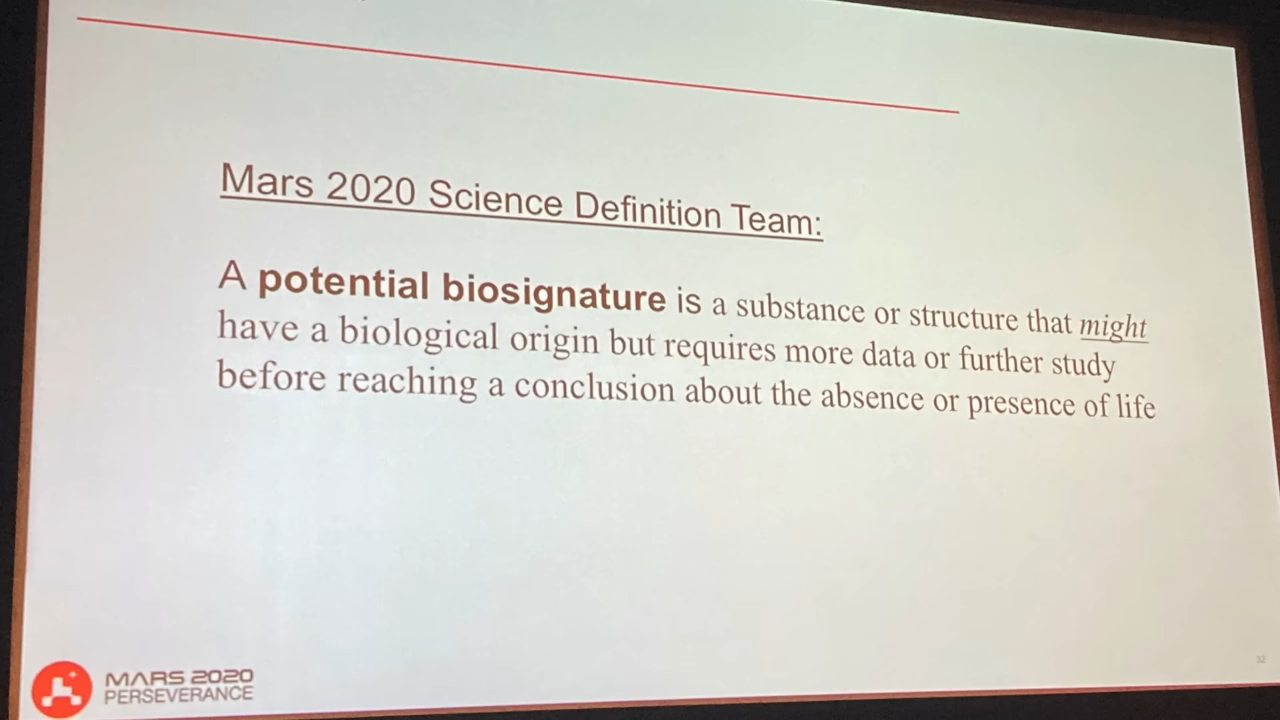 Mars 2020 Science Definition Team:
A potential biosignature is a substance or structure that might
have a biological origin but requires more data or further study
before reaching a conclusion about the absence or presence of life
MARS 2020
PERSEVERANCE
32